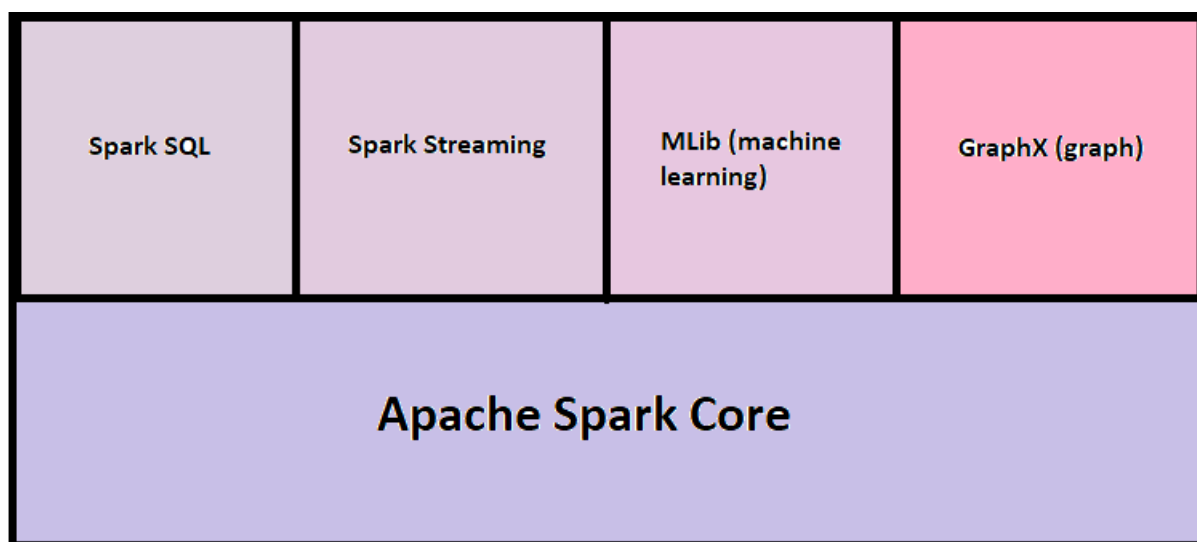 Spark SQL
Spark Streaming
MLib (machine
learning)
GraphX (graph)
Apache Spark Core